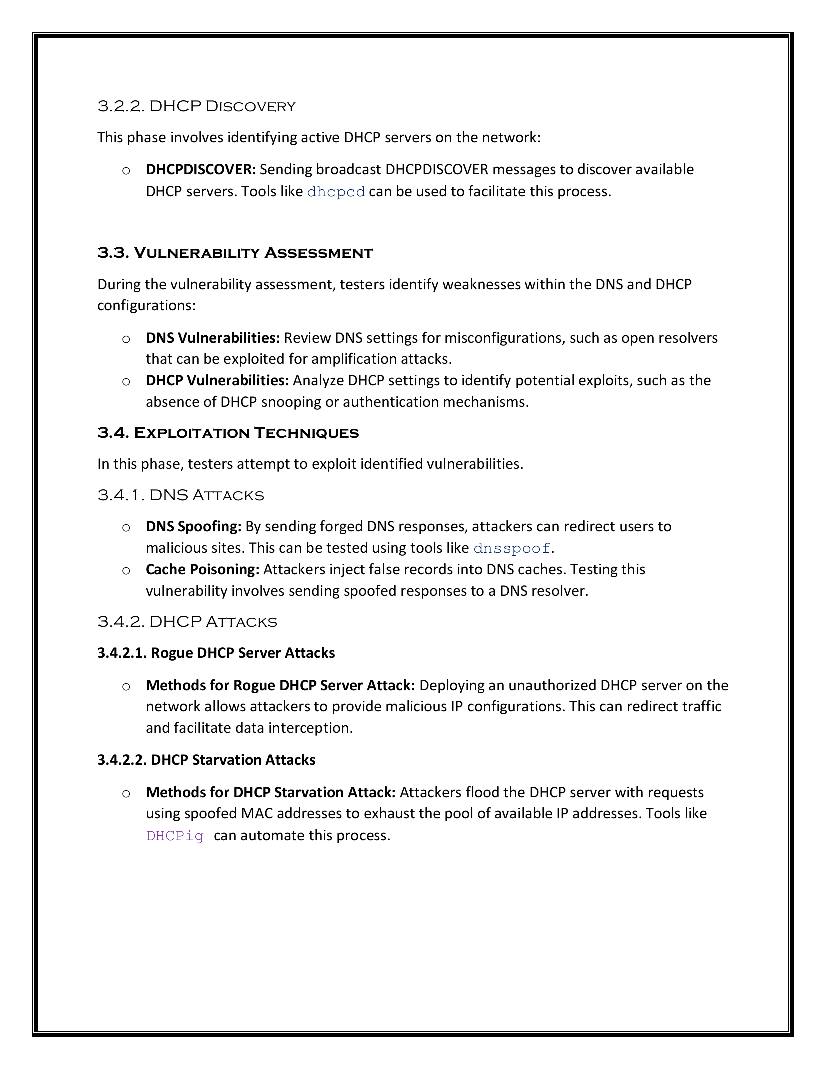 3.2.2. DHCP Discovery
This phase involves identifying active DHCP servers on the network:
o DHCPDISCOVER: Sending broadcast DHCPDISCOVER messages to discover available
DHCP servers. Tools like dhcpcd can be used to facilitate this process.
3.3. Vulnerability Assessment
During the vulnerability assessment, testers identify weaknesses within the DNS and DHCP
configurations:
o DNS Vulnerabilities: Review DNS settings for misconfigurations, such as open resolvers
that can be exploited for amplification attacks.
o DHCP Vulnerabilities: Analyze DHCP settings to identify potential exploits, such as the
absence of DHCP snooping or authentication mechanisms.
3.4. Exploitation Techniques
In this phase, testers attempt to exploit identified vulnerabilities.
3.4.1. DNS Attacks
o DNS Spoofing: By sending forged DNS responses, attackers can redirect users to
malicious sites. This can be tested using tools like dnsspoof.
o Cache Poisoning: Attackers inject false records into DNS caches. Testing this
vulnerability involves sending spoofed responses to a DNS resolver.
3.4.2. DHCP Attacks
3.4.2.1. Rogue DHCP Server Attacks
o Methods for Rogue DHCP Server Attack: Deploying an unauthorized DHCP server on the
network allows attackers to provide malicious IP configurations. This can redirect traffic
and facilitate data interception.
3.4.2.2. DHCP Starvation Attacks
o Methods for DHCP Starvation Attack: Attackers flood the DHCP server with requests
using spoofed MAC addresses to exhaust the pool of available IP addresses. Tools like
DHCPig can automate this process.